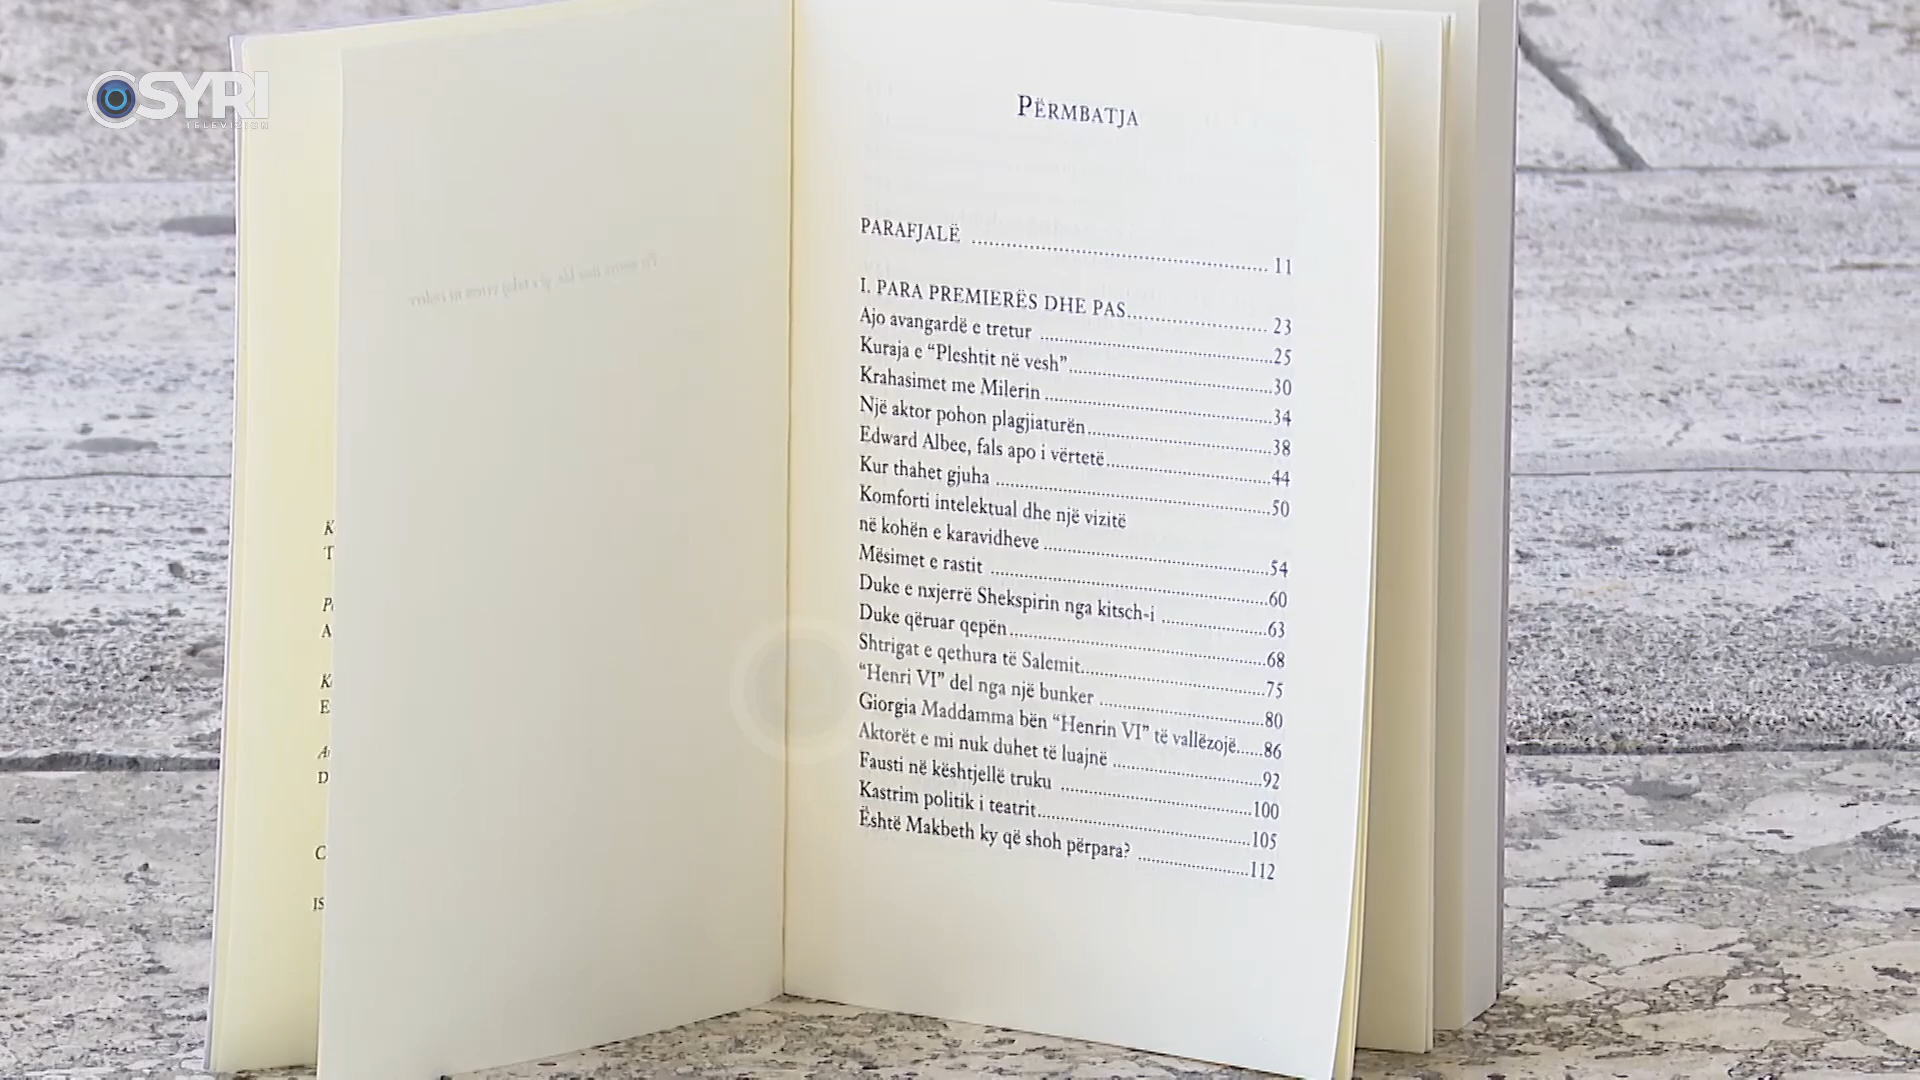 SYRI
TELEVIZION
PËRMBATJA
PARAFJALË ........ 11
I. PARA PREMIERËS DHE PAS........ 23
Ajo avangardë e tretur ........25
Kuraja e “Pleshtit në vesh”........30
Krahasimet me Milerin ........34
Një aktor pohon plagjiaturën........38
Edward Albee, fals apo i vërtetë........44
Kur thahet gjuha ........50
Komforti intelektual dhe një vizitë
në kohën e karavidheve ........54
Mësimet e rastit ........60
Duke e nxjerrë Shekspirin nga kitsch-i ........63
Duke qëruar qepën........68
Shtrigat e qethura të Salemit........75
“Henri VI” del nga një bunker ........80
Giorgia Maddamma bën “Henrin VI” të vallëzojë......86
Aktorët e mi nuk duhet të luajnë ........92
Fausti në kështjellë truku ........100
Kastrim politik i teatrit........105
Është Makbeth ky që shoh përpara? ........112